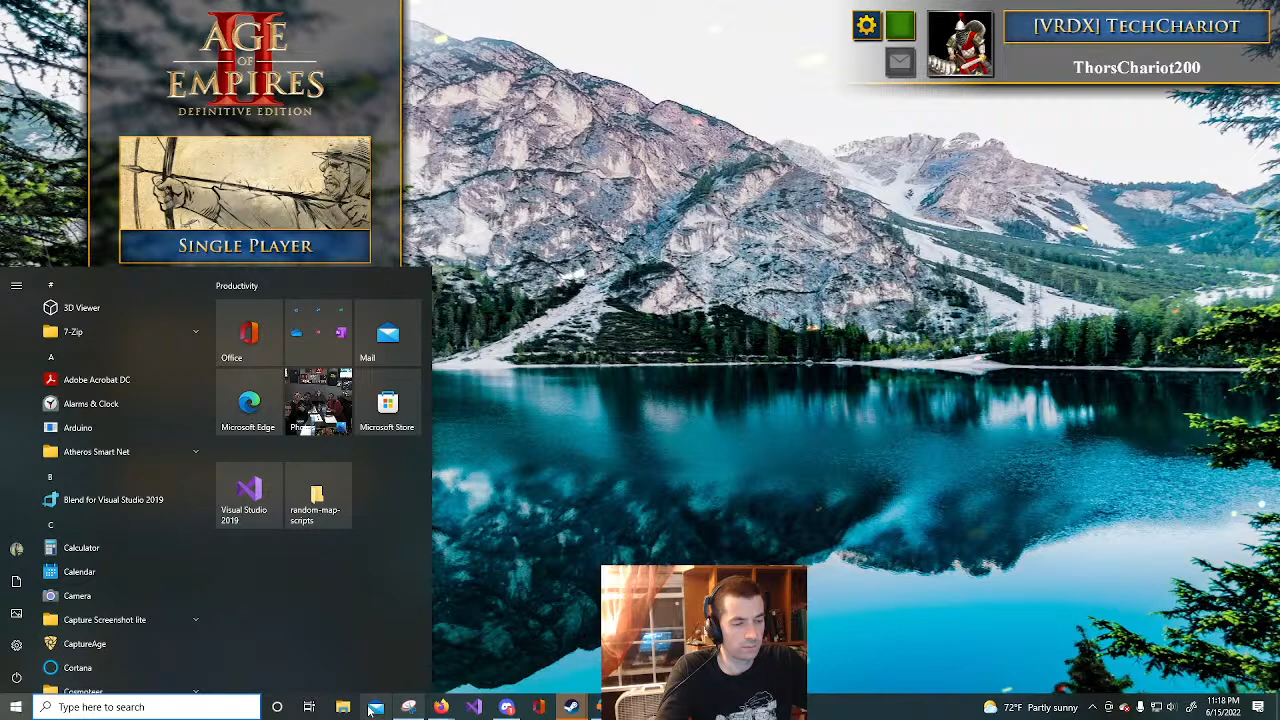 AGE
OF
EMPIRES
II
DEFINITIVE EDITION
SINGLE PLAYER
[VRDX] TECHCHARIOT
ThorsChariot200
#
3D Viewer
7-Zip
A
Adobe Acrobat DC
Alarms & Clock
Arduino
Atheros Smart Net
B
Blend for Visual Studio 2019
C
Calculator
Calendar
Camera
Capture Screenshot lite
CaptureAge
Cortana
Productivity
Office
Mail
Microsoft Edge
Microsoft Store
Visual Studio
2019
random-map-
scripts
Type here to search
72°F Partly sunny
11:18 PM
6/15/2022